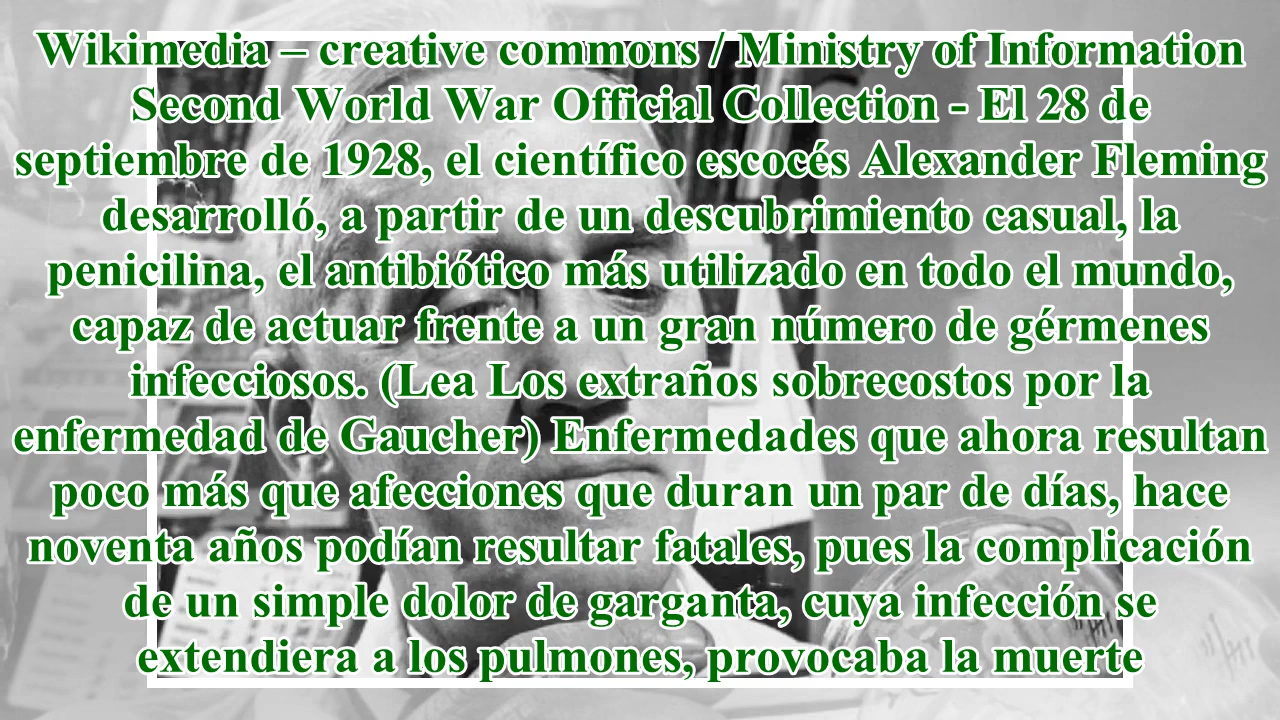 Wikimedia – creative commons / Ministry of Information
Second World War Official Collection - El 28 de
septiembre de 1928, el científico escocés Alexander Fleming
desarrolló, a partir de un descubrimiento casual, la
penicilina, el antibiótico más utilizado en todo el mundo,
capaz de actuar frente a un gran número de gérmenes
infecciosos. (Lea Los extraños sobrecostos por la
enfermedad de Gaucher) Enfermedades que ahora resultan
poco más que afecciones que duran un par de días, hace
noventa años podían resultar fatales, pues la complicación
de un simple dolor de garganta, cuya infección se
extendiera a los pulmones, provocaba la muerte